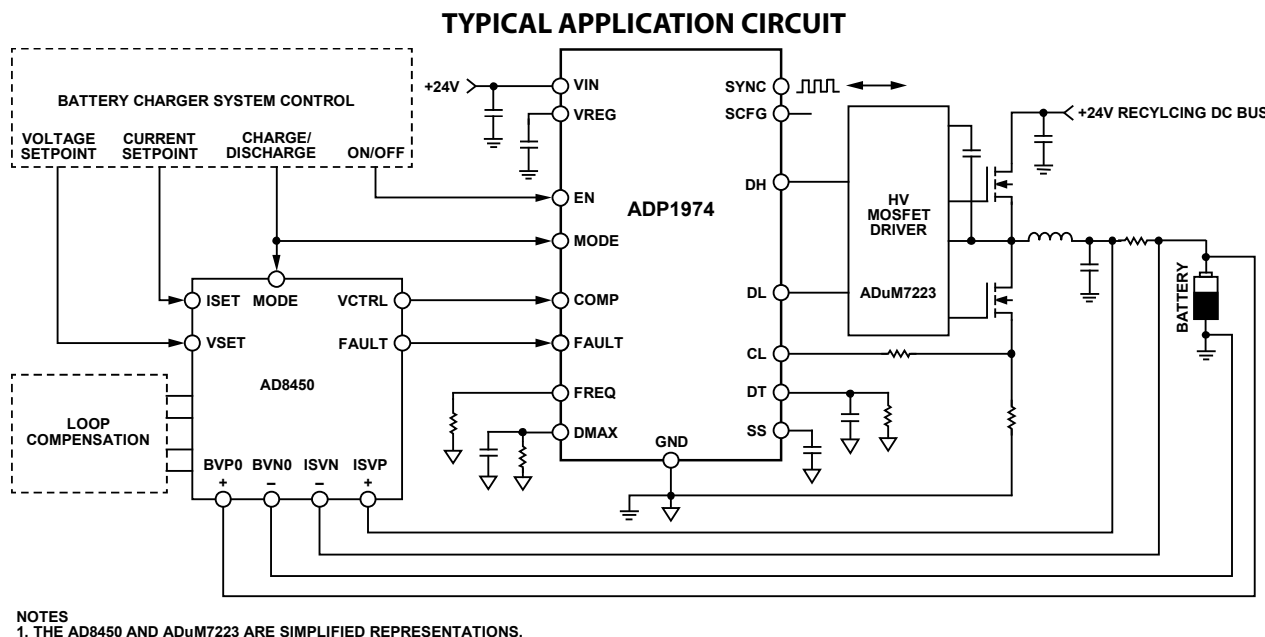 TYPICAL APPLICATION CIRCUIT
BATTERY CHARGER SYSTEM CONTROL
VOLTAGE
SETPOINT
CURRENT
SETPOINT
CHARGE/
DISCHARGE
ON/OFF
+24V
VIN
VREG
EN
MODE
COMP
FAULT
FREQ
DMAX
GND
ADP1974
SYNC
SCFG
DH
DL
CL
DT
SS
HV
MOSFET
DRIVER
ADuM7223
+24V RECYLCING DC BUS
BATTERY
ISET
MODE
VCTRL
VSET
FAULT
AD8450
LOOP
COMPENSATION
BVP0 BVN0 ISVN ISVP
+ – – +
NOTES
1. THE AD8450 AND ADuM7223 ARE SIMPLIFIED REPRESENTATIONS.